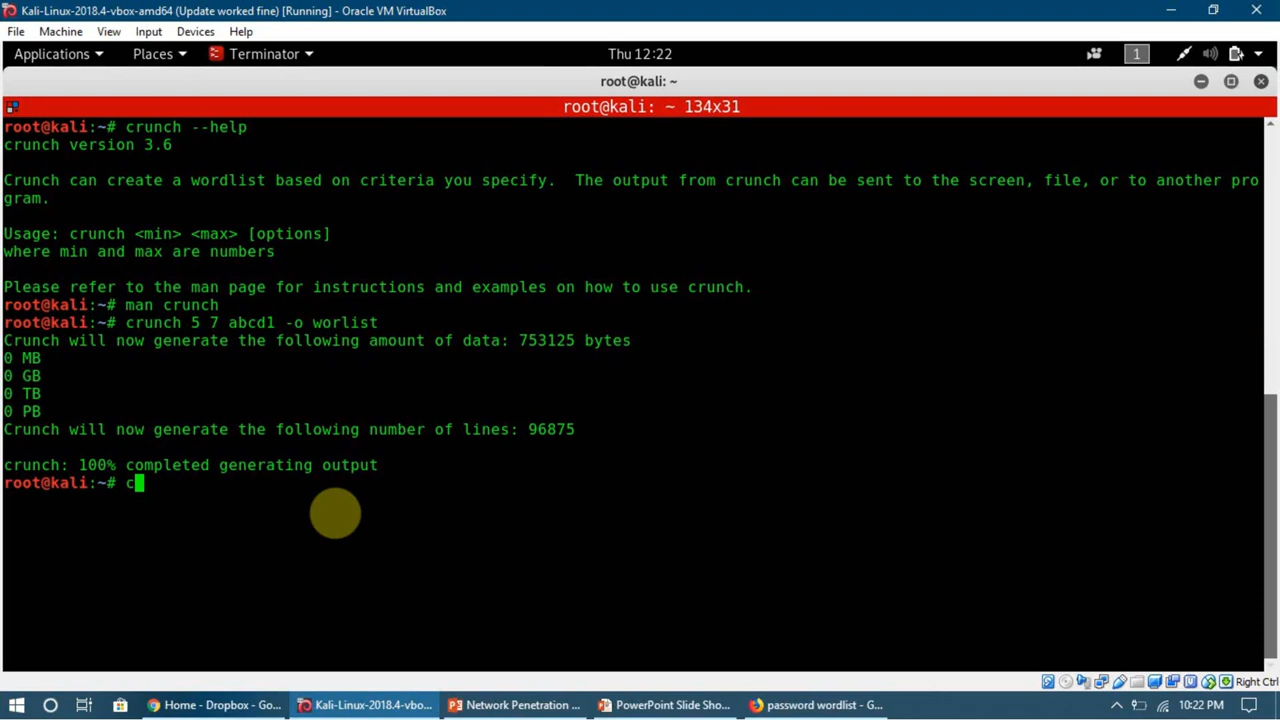 Kali-Linux-2018.4-vbox-amd64 (Update worked fine) [Running] - Oracle VM VirtualBox
File Machine View Input Devices Help
Applications Places Terminator Thu 12:22 1
root@kali: ~
root@kali: ~ 134x31
root@kali:~# crunch --help
crunch version 3.6
Crunch can create a wordlist based on criteria you specify.  The output from crunch can be sent to the screen, file, or to another pro
gram.
Usage: crunch <min> <max> [options]
where min and max are numbers
Please refer to the man page for instructions and examples on how to use crunch.
root@kali:~# man crunch
root@kali:~# crunch 5 7 abcd1 -o worlist
Crunch will now generate the following amount of data: 753125 bytes
0 MB
0 GB
0 TB
0 PB
Crunch will now generate the following number of lines: 96875
crunch: 100% completed generating output
root@kali:~# c
Right Ctrl
Home - Dropbox - Go... Kali-Linux-2018.4-vbo... Network Penetration ... PowerPoint Slide Sho... password wordlist - G... 10:22 PM